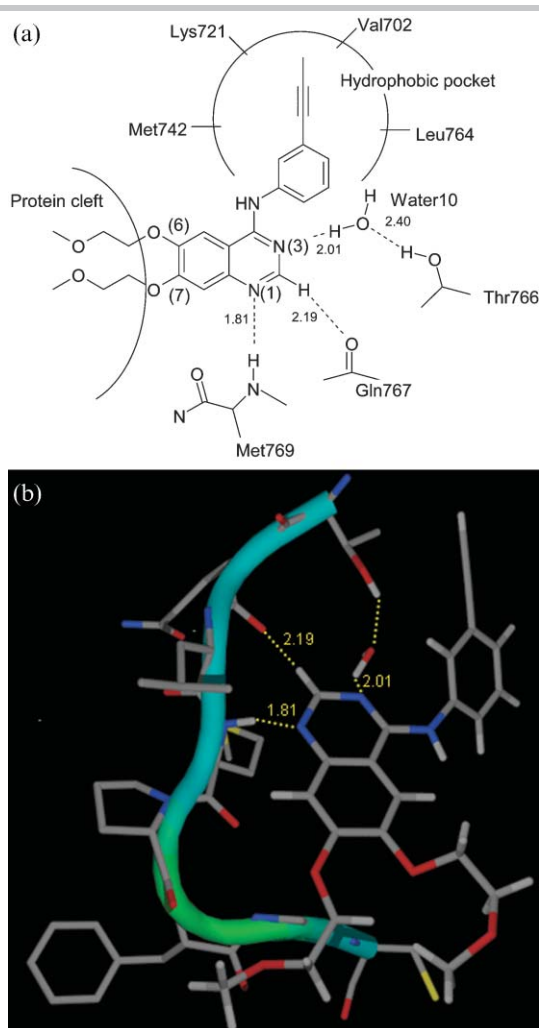 (a)
Lys721
Val702
Hydrophobic pocket
Met742
Leu764
Protein cleft
HN
H
Water10
2.40
H
O
2.01
(6)
O
O
N(3)
H
O
Thr766
O
O
(7)
N(1)
H
1.81
2.19
O
Gln767
H
O
N
N
Met769
(b)
2.19
2.01
1.81